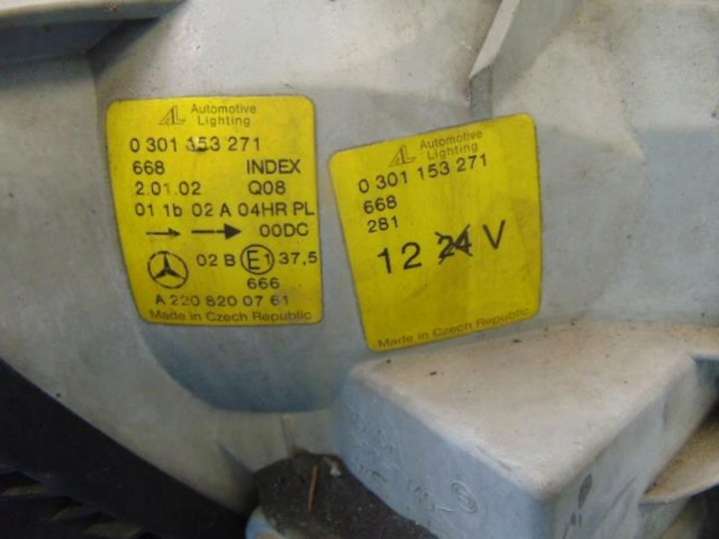 AL Automotive
Lighting
0 301 153 271
668 INDEX
2.01.02 Q08
01 1b 02 A 04HR PL
→ → 00DC
02 B E1 37,5
666
A 220 820 07 61
Made in Czech Republic
AL Automotive
Lighting
0 301 153 271
668
281
12 24 V
Made in Czech Republic